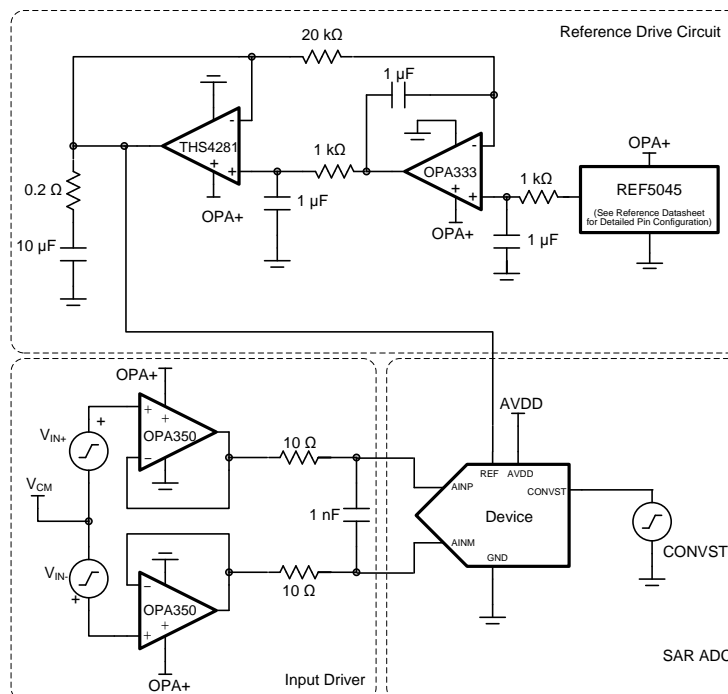 Reference Drive Circuit
20 kΩ
1 µF
THS4281
-
+
+
OPA+
1 kΩ
1 µF
OPA333
-
+
+
OPA+
1 kΩ
1 µF
OPA+
REF5045
(See Reference Datasheet
for Detailed Pin Configuration)
0.2 Ω
10 µF
OPA+
+
VIN+
+
+
-
OPA350
10 Ω
VCM
1 nF
VIN-
+
-
+
+
OPA350
10 Ω
OPA+
Input Driver
AVDD
REF
AVDD
CONVST
AINP
Device
AINM
GND
CONVST
SAR ADC